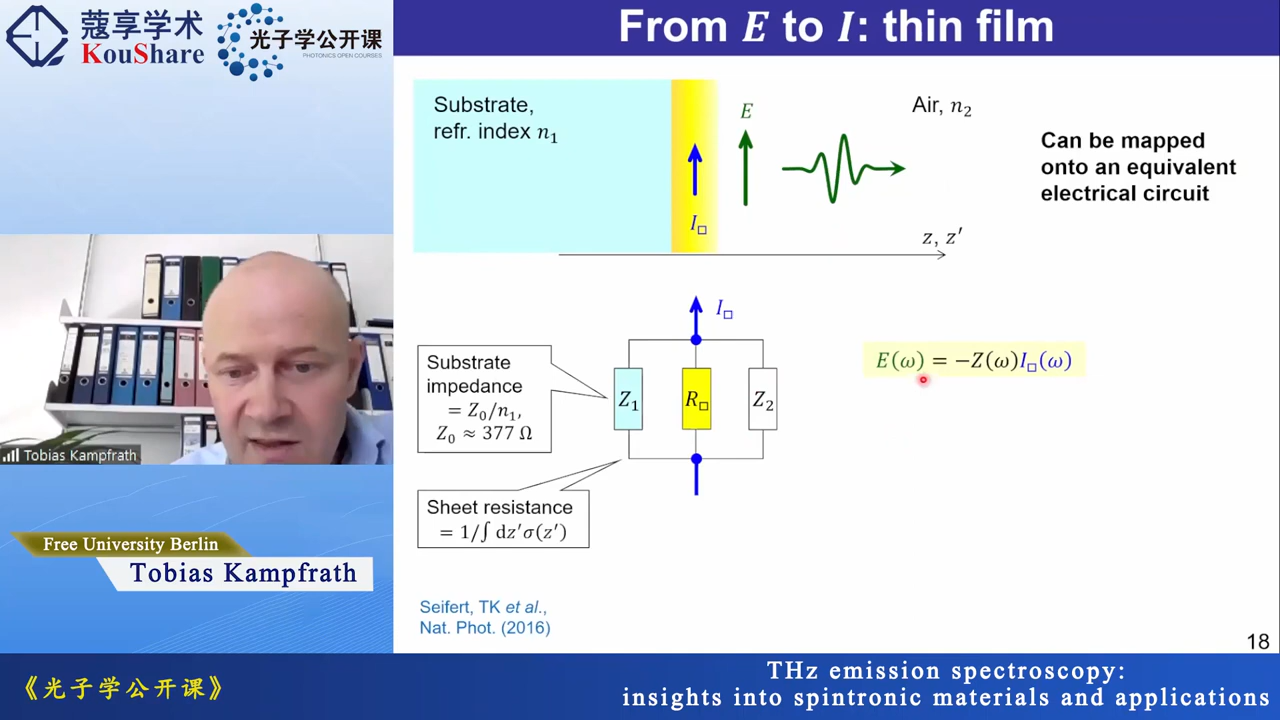 蔻享学术
KouShare
光子学公开课
PHOTONICS OPEN COURSES
From E to I: thin film
Substrate,
refr. index n₁
I□
E
Air, n₂
z, z′
Can be mapped
onto an equivalent
electrical circuit
I□
Substrate
impedance
= Z₀/n₁,
Z₀ ≈ 377 Ω
Z₁
R□
Z₂
E(ω) = −Z(ω)I□(ω)
Sheet resistance
= 1/∫ dz′σ(z′)
Seifert, TK et al.,
Nat. Phot. (2016)
18
Tobias Kampfrath
Free University Berlin
Tobias Kampfrath
《光子学公开课》
THz emission spectroscopy:
insights into spintronic materials and applications